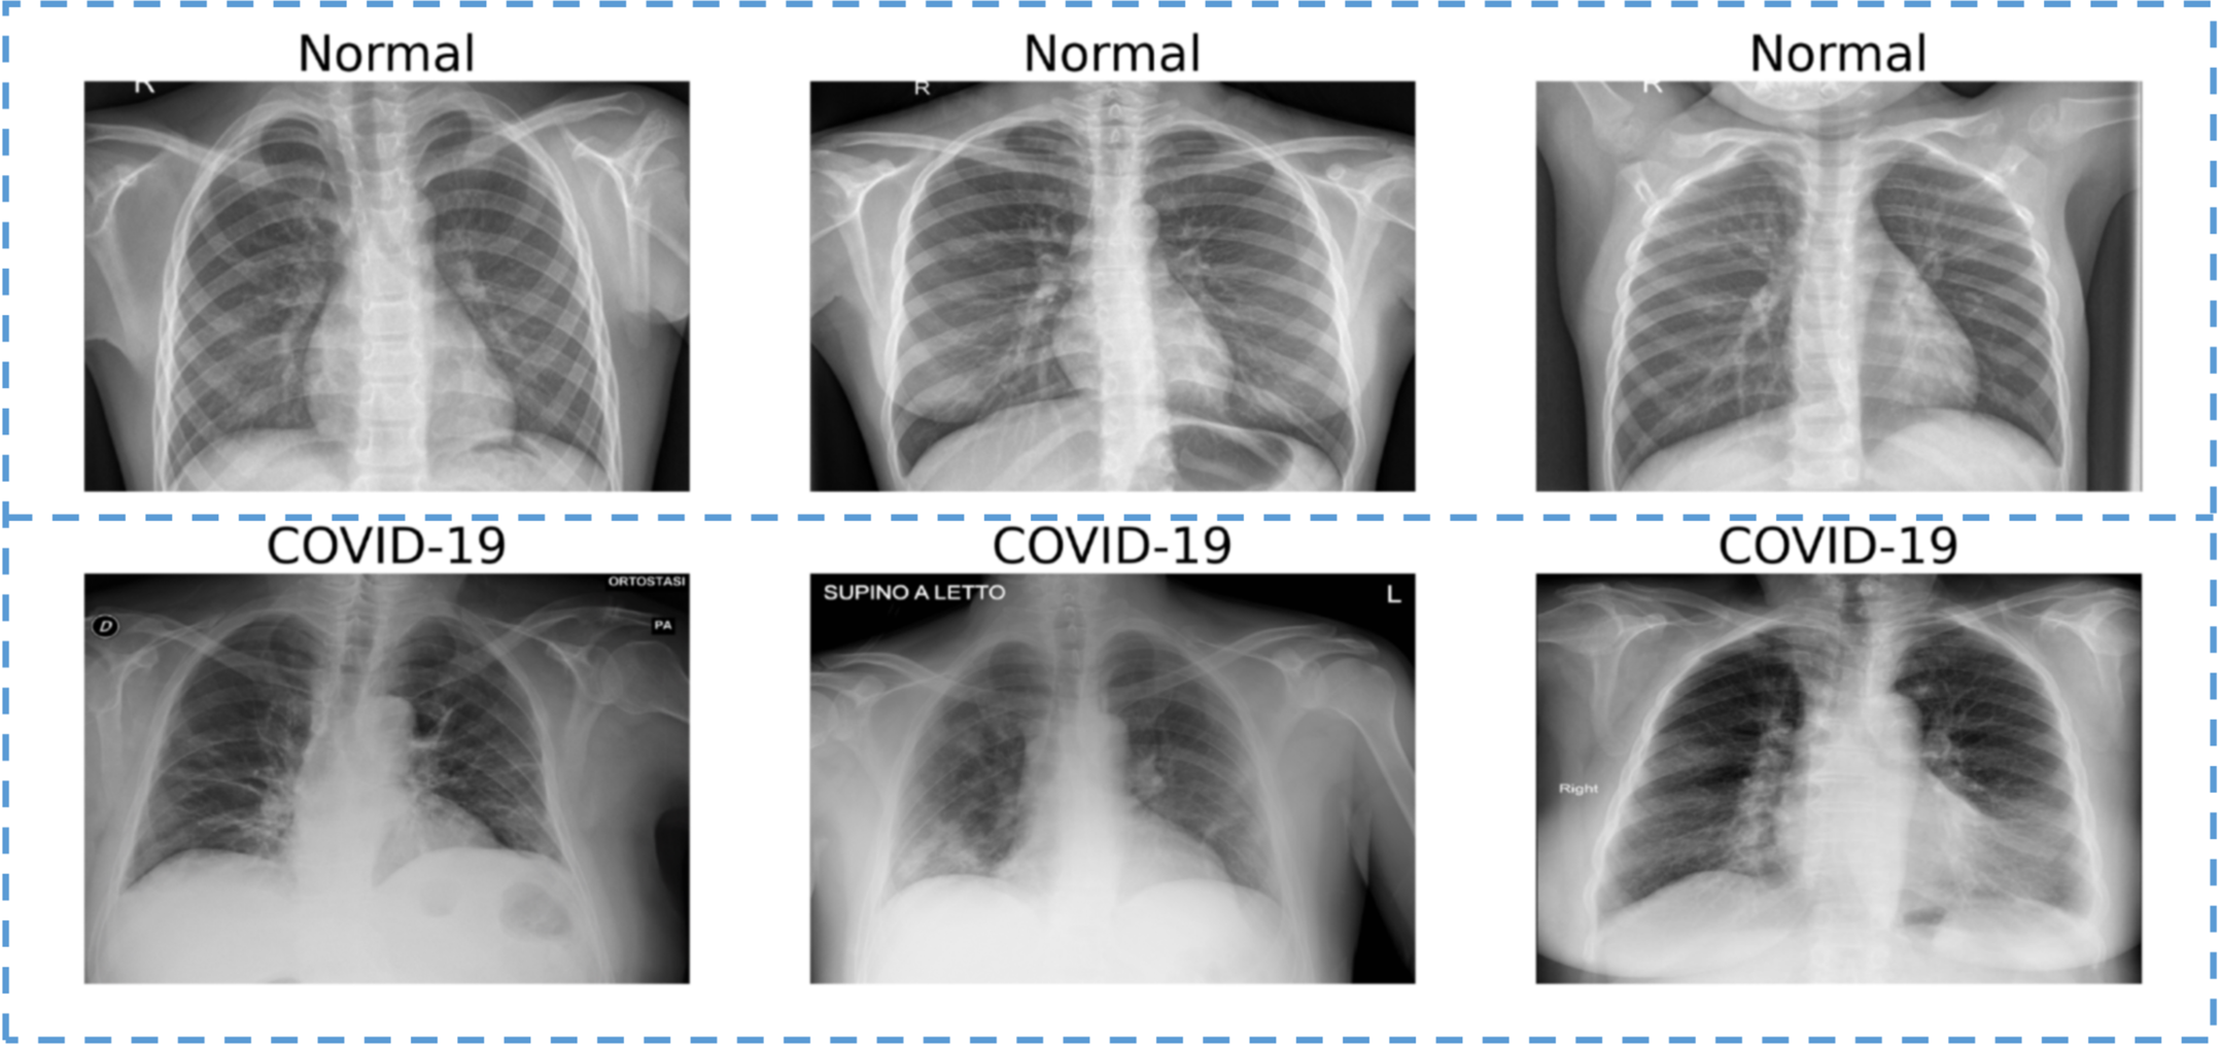 Normal
Normal
Normal
R
R
R
COVID-19
COVID-19
COVID-19
ORTOSTASI
D
PA
SUPINO A LETTO
L
Right